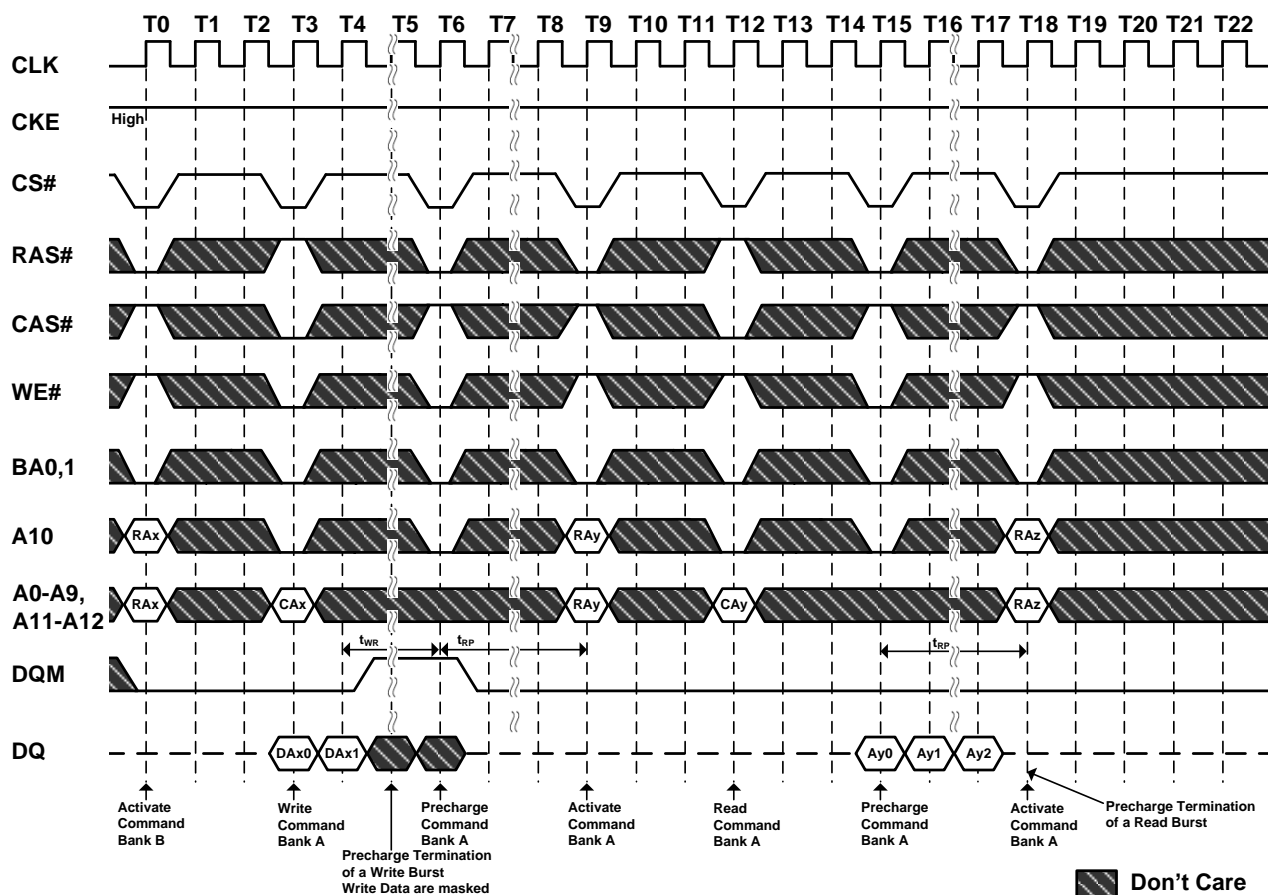 T0 T1 T2 T3 T4 T5 T6 T7 T8 T9 T10 T11 T12 T13 T14 T15 T16 T17 T18 T19 T20 T21 T22
CLK
CKE
High
CS#
RAS#
CAS#
WE#
BA0,1
A10
RAx RAy RAz
A0-A9,
A11-A12
RAx CAx RAy CAy RAz
tWR tRP tRP
DQM
DQ
DAx0 DAx1 Ay0 Ay1 Ay2
Activate
Command
Bank B
Write
Command
Bank A
Precharge Termination
of a Write Burst
Write Data are masked
Precharge
Command
Bank A
Activate
Command
Bank A
Read
Command
Bank A
Precharge
Command
Bank A
Activate
Command
Bank A
Precharge Termination
of a Read Burst
Don't Care